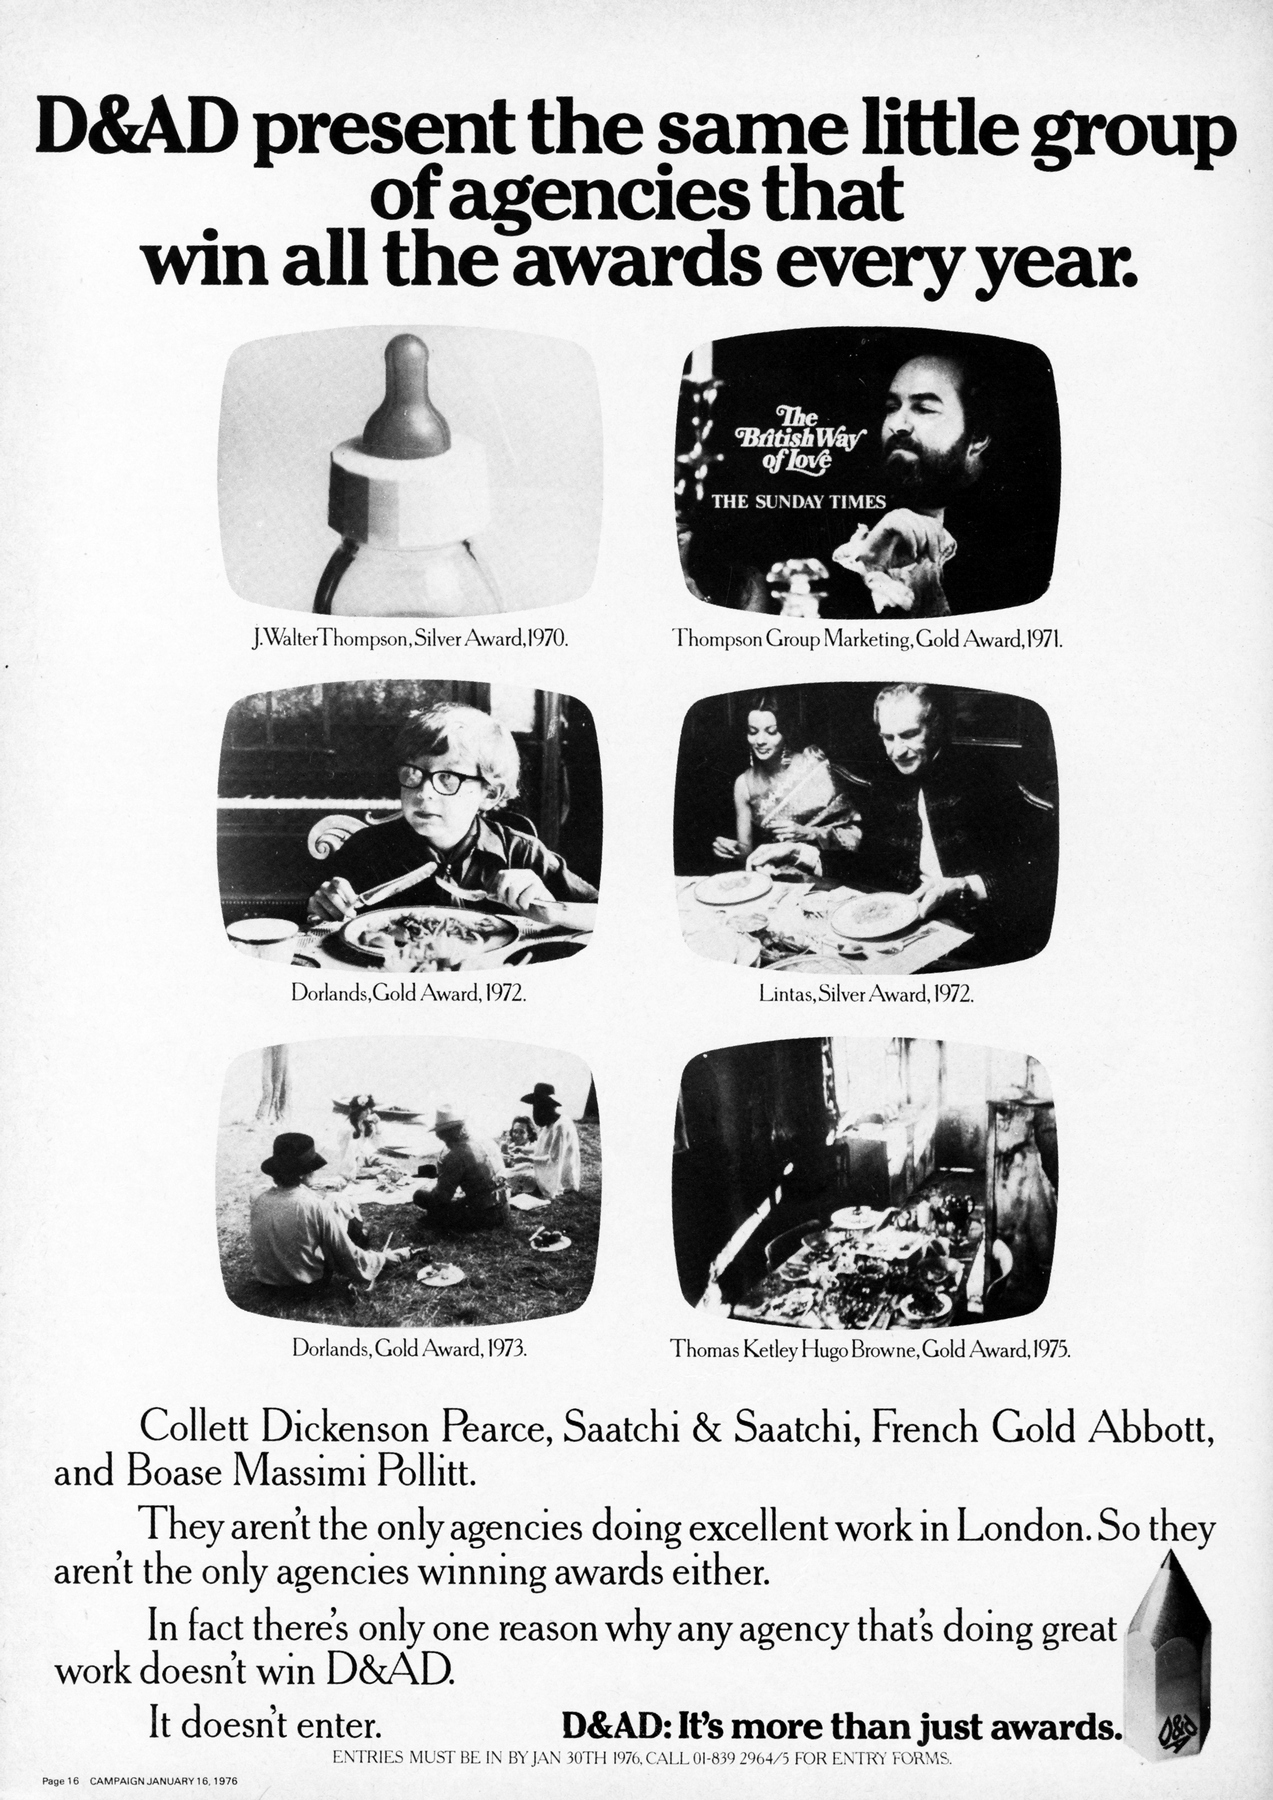 D&AD present the same little group
of agencies that
win all the awards every year.
The
British Way
of Love
THE SUNDAY TIMES
J. Walter Thompson, Silver Award, 1970.
Thompson Group Marketing, Gold Award, 1971.
Dorlands, Gold Award, 1972.
Lintas, Silver Award, 1972.
Dorlands, Gold Award, 1973.
Thomas Ketley Hugo Browne, Gold Award, 1975.
Collett Dickenson Pearce, Saatchi & Saatchi, French Gold Abbott,
and Boase Massimi Pollitt.
They aren't the only agencies doing excellent work in London. So they
aren't the only agencies winning awards either.
In fact there's only one reason why any agency that's doing great
work doesn't win D&AD.
It doesn't enter.
D&AD: It's more than just awards.
D&AD
ENTRIES MUST BE IN BY JAN 30TH 1976, CALL 01-839 2964/5 FOR ENTRY FORMS.
Page 16 CAMPAIGN JANUARY 16, 1976